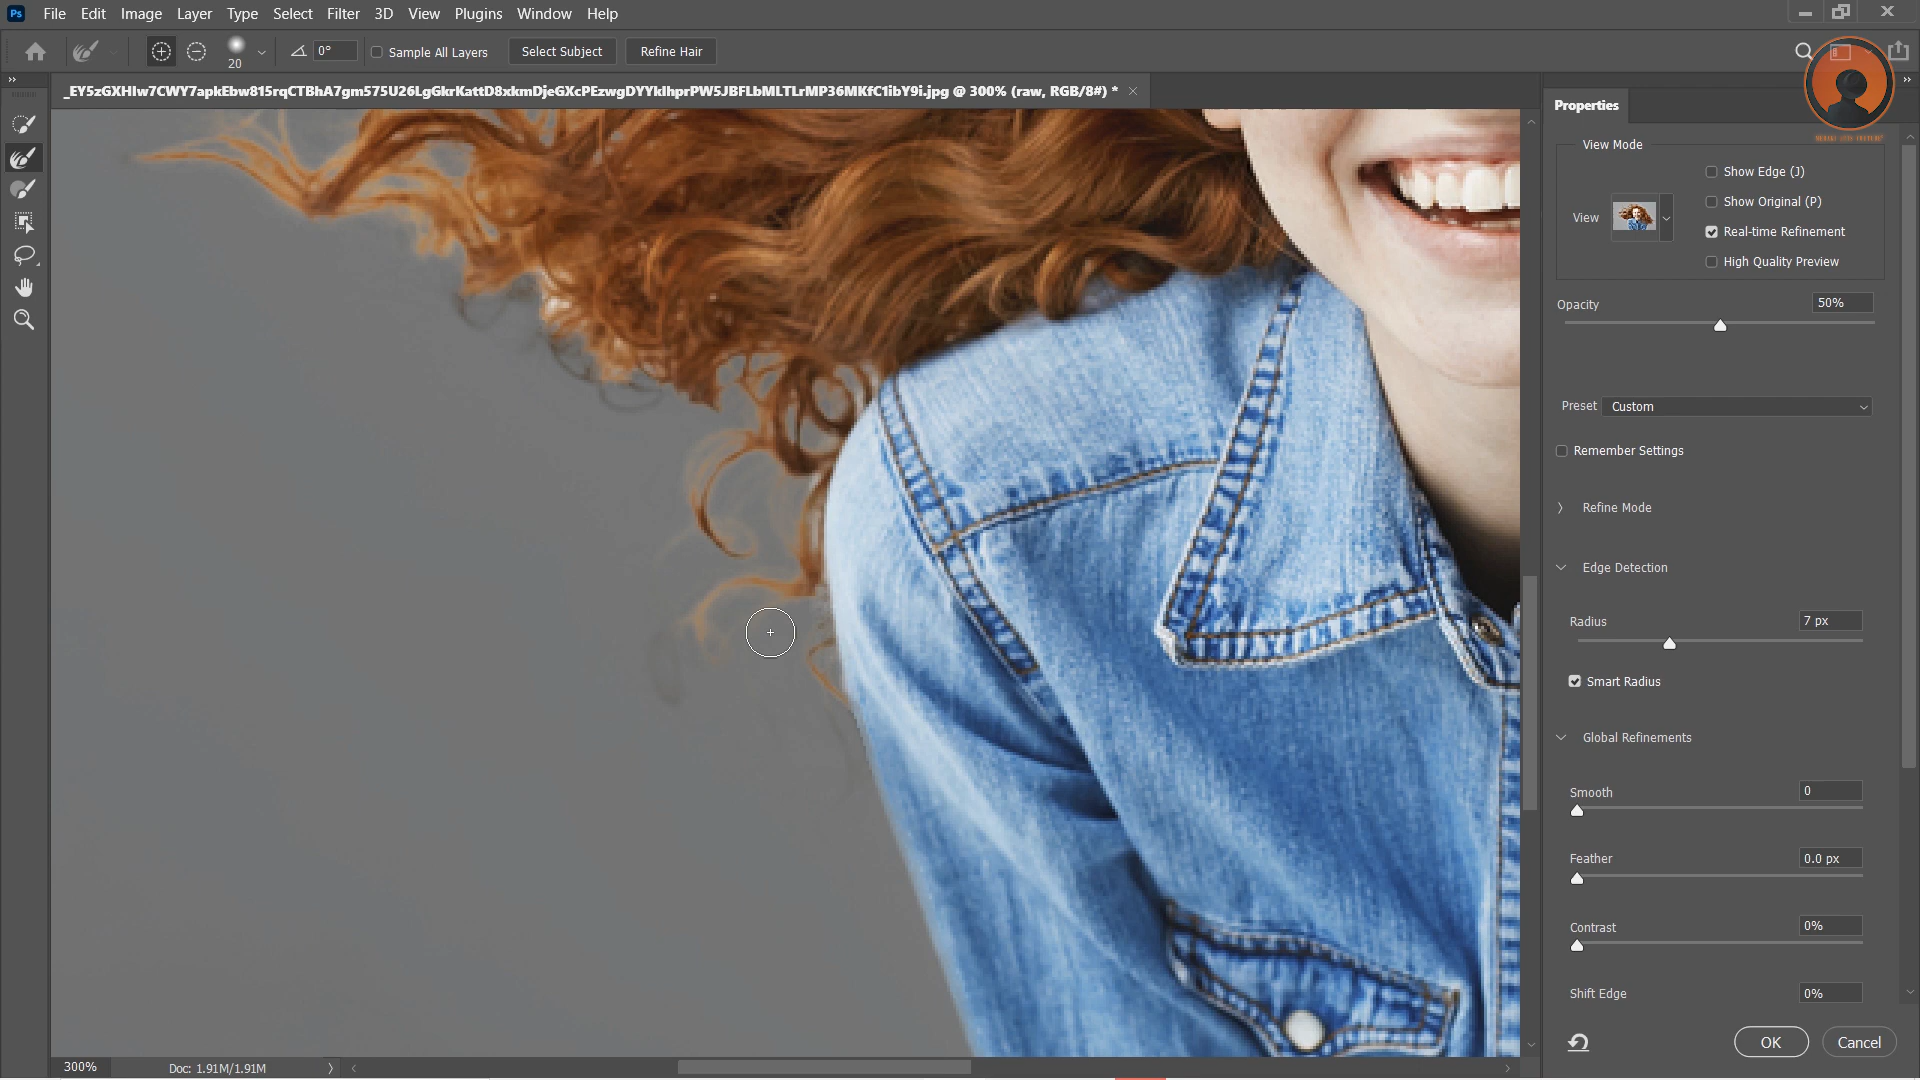 Ps File Edit Image Layer Type Select Filter 3D View Plugins Window Help
20 0° Sample All Layers Select Subject Refine Hair
_EY5zGXHIw7CWY7apkEbw815rqCTBhA7gm575U26LgGkrKattD8xkmDjeGXcPEzwgDYYkIhprPW5JBFLbMLTLrMP36MKfC1ibY9i.jpg @ 300% (raw, RGB/8#) *
Properties
View Mode
Show Edge (J)
Show Original (P)
View
Real-time Refinement
High Quality Preview
Opacity 50%
Preset Custom
Remember Settings
Refine Mode
Edge Detection
Radius 7 px
Smart Radius
Global Refinements
Smooth 0
Feather 0.0 px
Contrast 0%
Shift Edge 0%
OK Cancel
300% Doc: 1.91M/1.91M